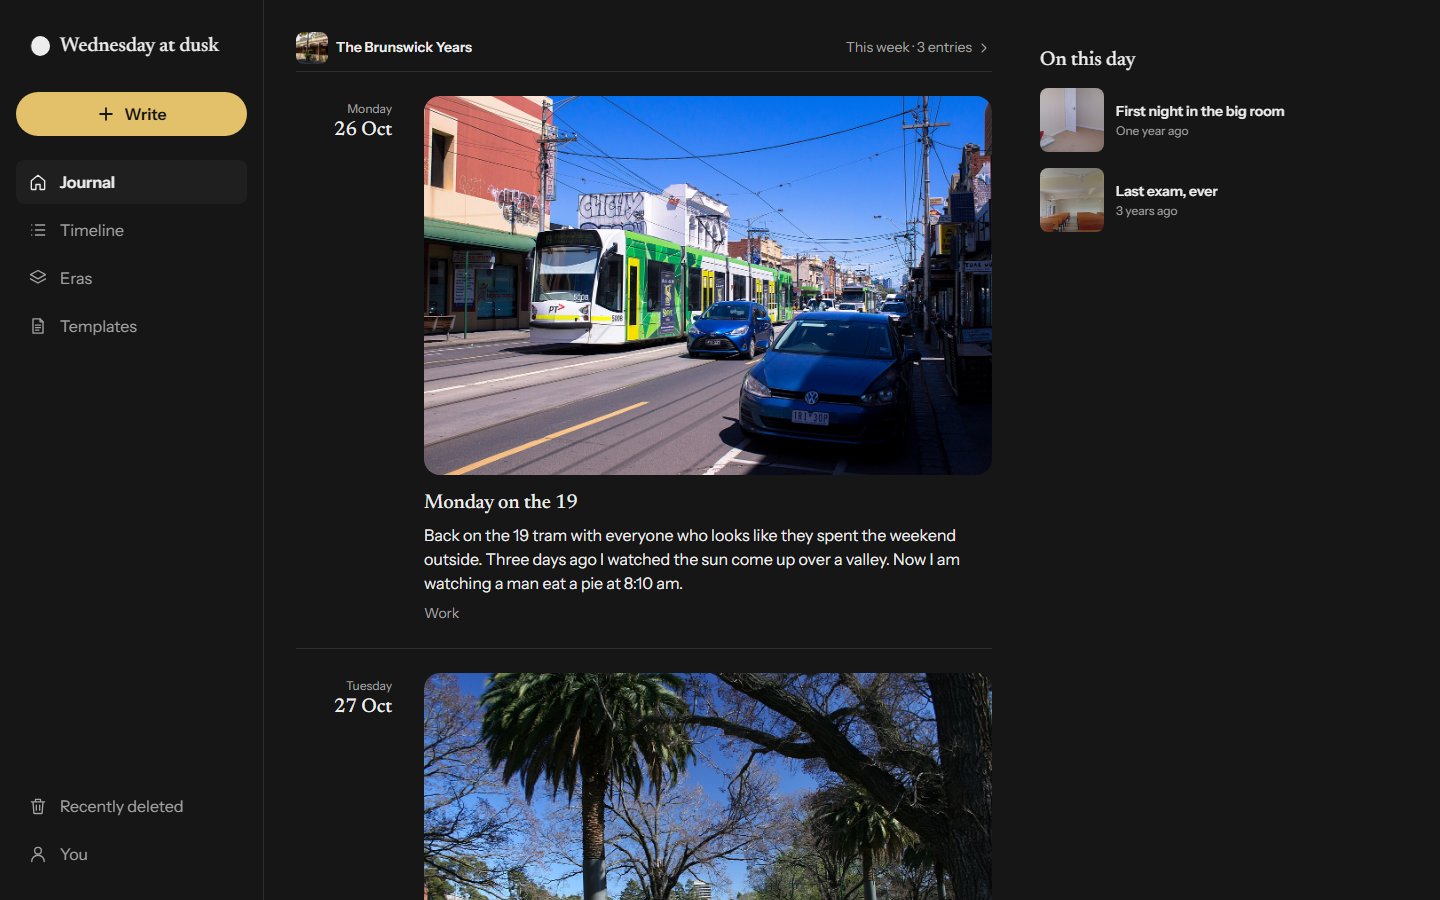 Wednesday at dusk
Write
Journal
Timeline
Eras
Templates
Recently deleted
You
The Brunswick Years
This week · 3 entries
Monday
26 Oct
CLICHY
PT
5008
5008
Monday on the 19
Back on the 19 tram with everyone who looks like they spent the weekend
outside. Three days ago I watched the sun come up over a valley. Now I am
watching a man eat a pie at 8:10 am.
Work
Tuesday
27 Oct
On this day
First night in the big room
One year ago
Last exam, ever
3 years ago